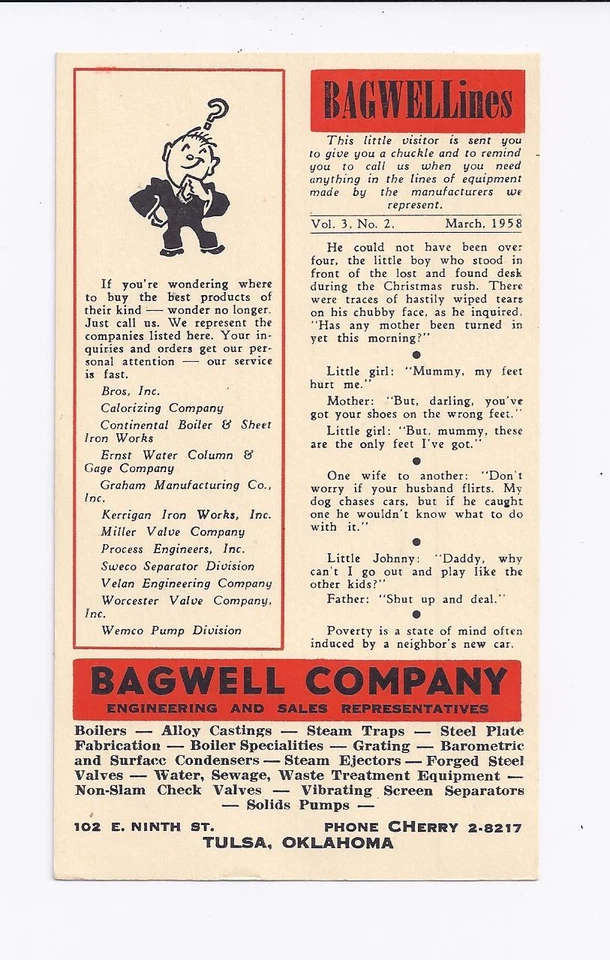 ?
If you're wondering where
to buy the best products of
their kind — wonder no longer.
Just call us. We represent the
companies listed here. Your in-
quiries and orders get our per-
sonal attention — our service
is fast.
Bros, Inc.
Calorizing Company
Continental Boiler & Sheet
Iron Works
Ernst Water Column &
Gage Company
Graham Manufacturing Co.,
Inc.
Kerrigan Iron Works, Inc.
Miller Valve Company
Process Engineers, Inc.
Sweco Separator Division
Velan Engineering Company
Worcester Valve Company,
Inc.
Wemco Pump Division
BAGWELLines
This little visitor is sent you
to give you a chuckle and to remind
you to call us when you need
anything in the lines of equipment
made by the manufacturers we
represent.
Vol. 3, No. 2, March, 1958
He could not have been over
four, the little boy who stood in
front of the lost and found desk
during the Christmas rush. There
were traces of hastily wiped tears
on his chubby face, as he inquired.
"Has any mother been turned in
yet this morning?"
Little girl: "Mummy, my feet
hurt me."
Mother: "But, darling, you've
got your shoes on the wrong feet."
Little girl: "But, mummy, these
are the only feet I've got."
One wife to another: "Don't
worry if your husband flirts. My
dog chases cars, but if he caught
one he wouldn't know what to do
with it."
Little Johnny: "Daddy, why
can't I go out and play like the
other kids?"
Father: "Shut up and deal."
Poverty is a state of mind often
induced by a neighbor's new car.
BAGWELL COMPANY
ENGINEERING AND SALES REPRESENTATIVES
Boilers — Alloy Castings — Steam Traps — Steel Plate
Fabrication — Boiler Specialities — Grating — Barometric
and Surface Condensers — Steam Ejectors — Forged Steel
Valves — Water, Sewage, Waste Treatment Equipment —
Non-Slam Check Valves — Vibrating Screen Separators
— Solids Pumps —
102 E. NINTH ST. PHONE CHERRY 2-8217
TULSA, OKLAHOMA